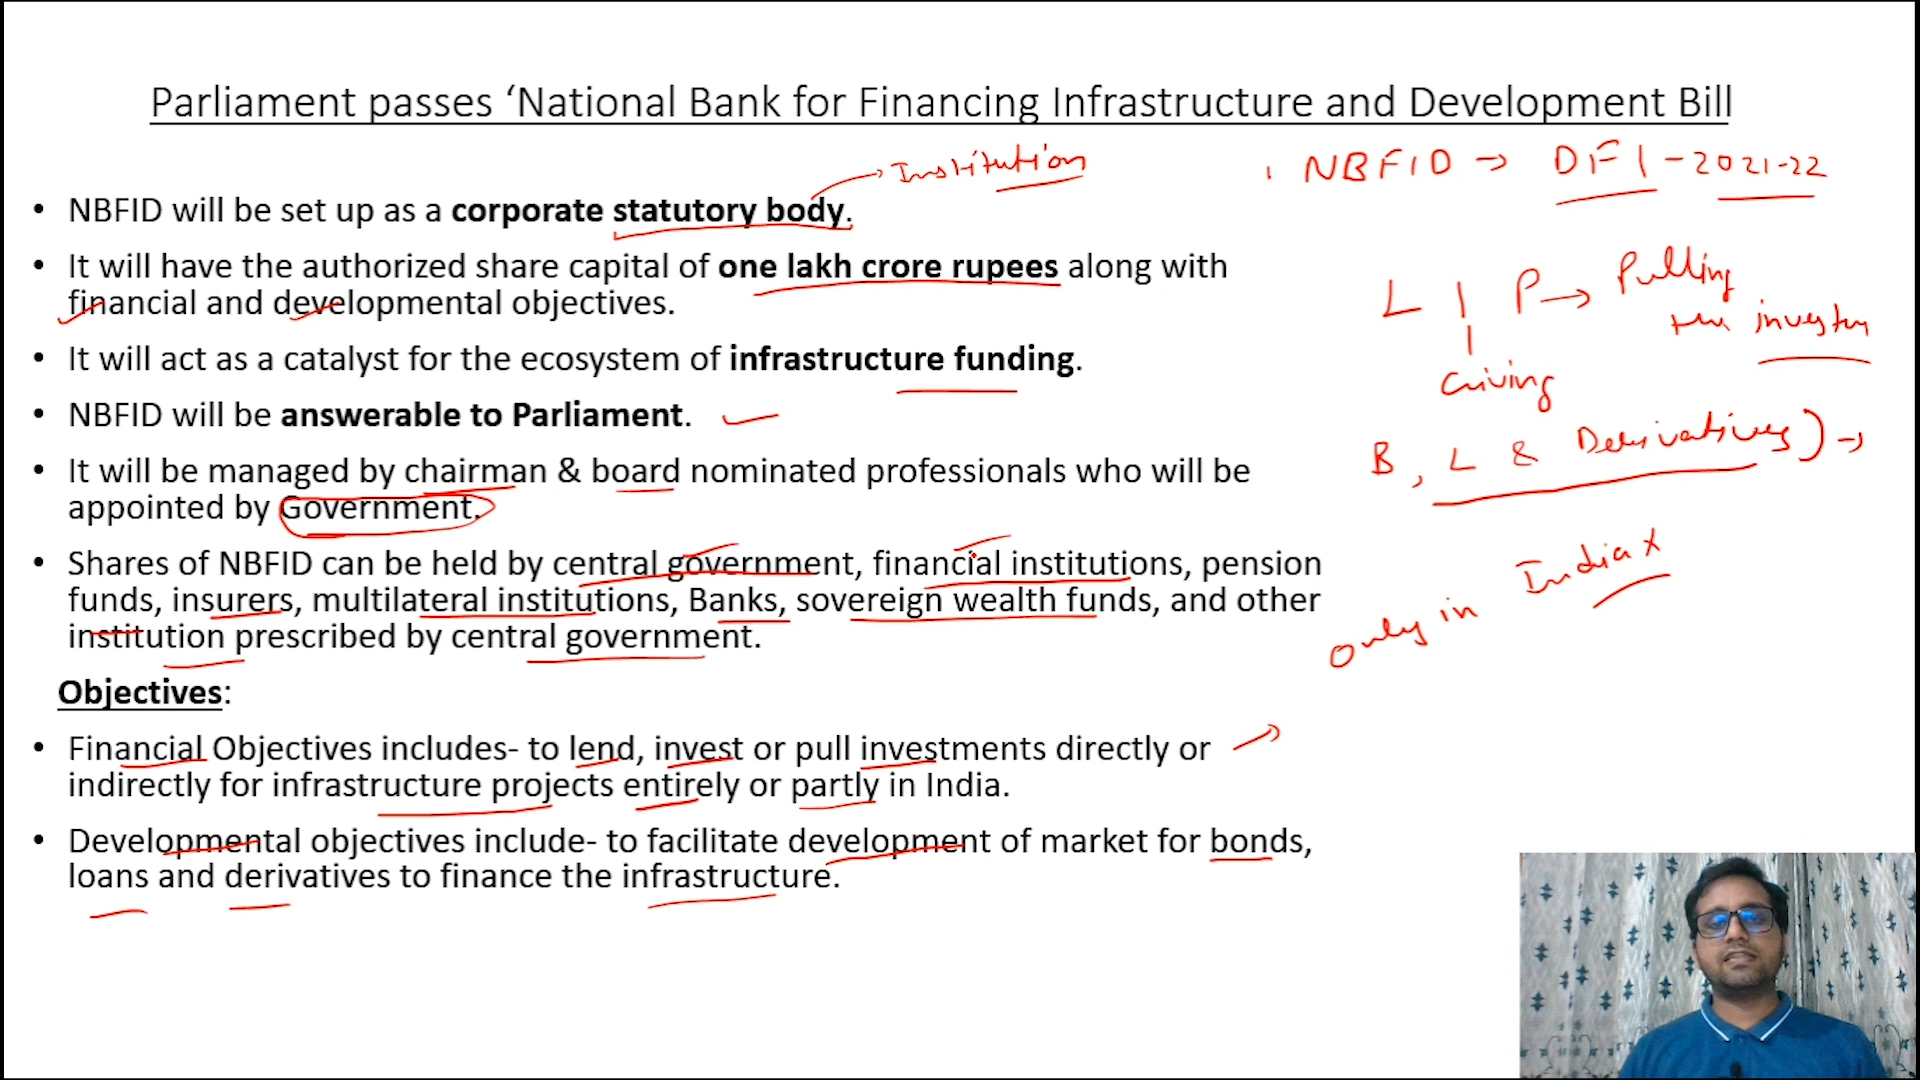 Parliament passes ‘National Bank for Financing Infrastructure and Development Bill
Institution
NBFID → DFI - 2021-22
• NBFID will be set up as a corporate statutory body.
• It will have the authorized share capital of one lakh crore rupees along with
financial and developmental objectives.
L I P → Pulling
the investm
Giving
• It will act as a catalyst for the ecosystem of infrastructure funding.
• NBFID will be answerable to Parliament.
B, L & Derivatives) →
• It will be managed by chairman & board nominated professionals who will be
appointed by Government.
• Shares of NBFID can be held by central government, financial institutions, pension
funds, insurers, multilateral institutions, Banks, sovereign wealth funds, and other
institution prescribed by central government.
only in India x
Objectives:
• Financial Objectives includes- to lend, invest or pull investments directly or
indirectly for infrastructure projects entirely or partly in India.
• Developmental objectives include- to facilitate development of market for bonds,
loans and derivatives to finance the infrastructure.